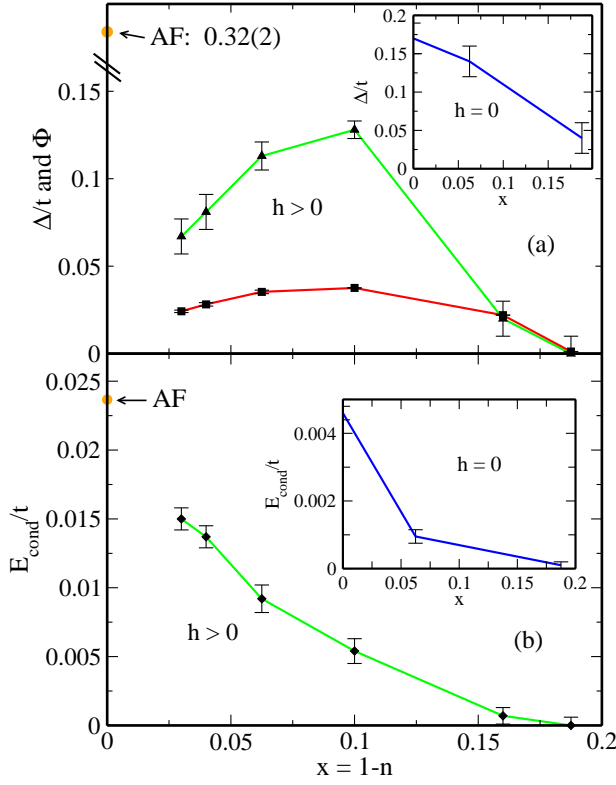 AF: 0.32(2)
0.15
0.1
0.05
0
Δ/t and Φ
h > 0
(a)
0.2
0.15
0.1
0.05
0
Δ/t
h = 0
0
0.05
0.1
0.15
x
0.025
0.02
0.015
0.01
0.005
0
E_cond/t
AF
h > 0
(b)
0.004
0.002
0
E_cond/t
h = 0
0
0.05
0.1
0.15
0.2
x
0
0.05
0.1
0.15
0.2
x = 1-n